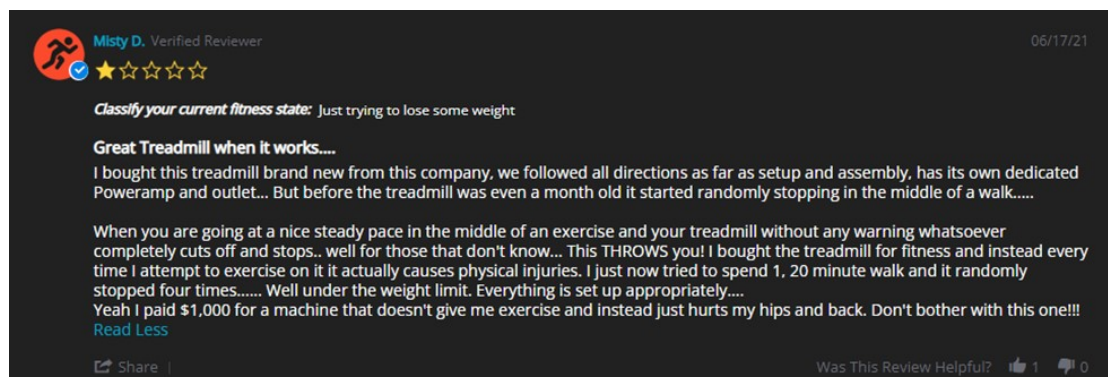 Misty D. Verified Reviewer 06/17/21
Classify your current fitness state: Just trying to lose some weight
Great Treadmill when it works....
I bought this treadmill brand new from this company, we followed all directions as far as setup and assembly, has its own dedicated
Poweramp and outlet... But before the treadmill was even a month old it started randomly stopping in the middle of a walk.....
When you are going at a nice steady pace in the middle of an exercise and your treadmill without any warning whatsoever
completely cuts off and stops.. well for those that don't know... This THROWS you! I bought the treadmill for fitness and instead every
time I attempt to exercise on it it actually causes physical injuries. I just now tried to spend 1, 20 minute walk and it randomly
stopped four times...... Well under the weight limit. Everything is set up appropriately....
Yeah I paid $1,000 for a machine that doesn't give me exercise and instead just hurts my hips and back. Don't bother with this one!!!
Read Less
Share | Was This Review Helpful? 1 0